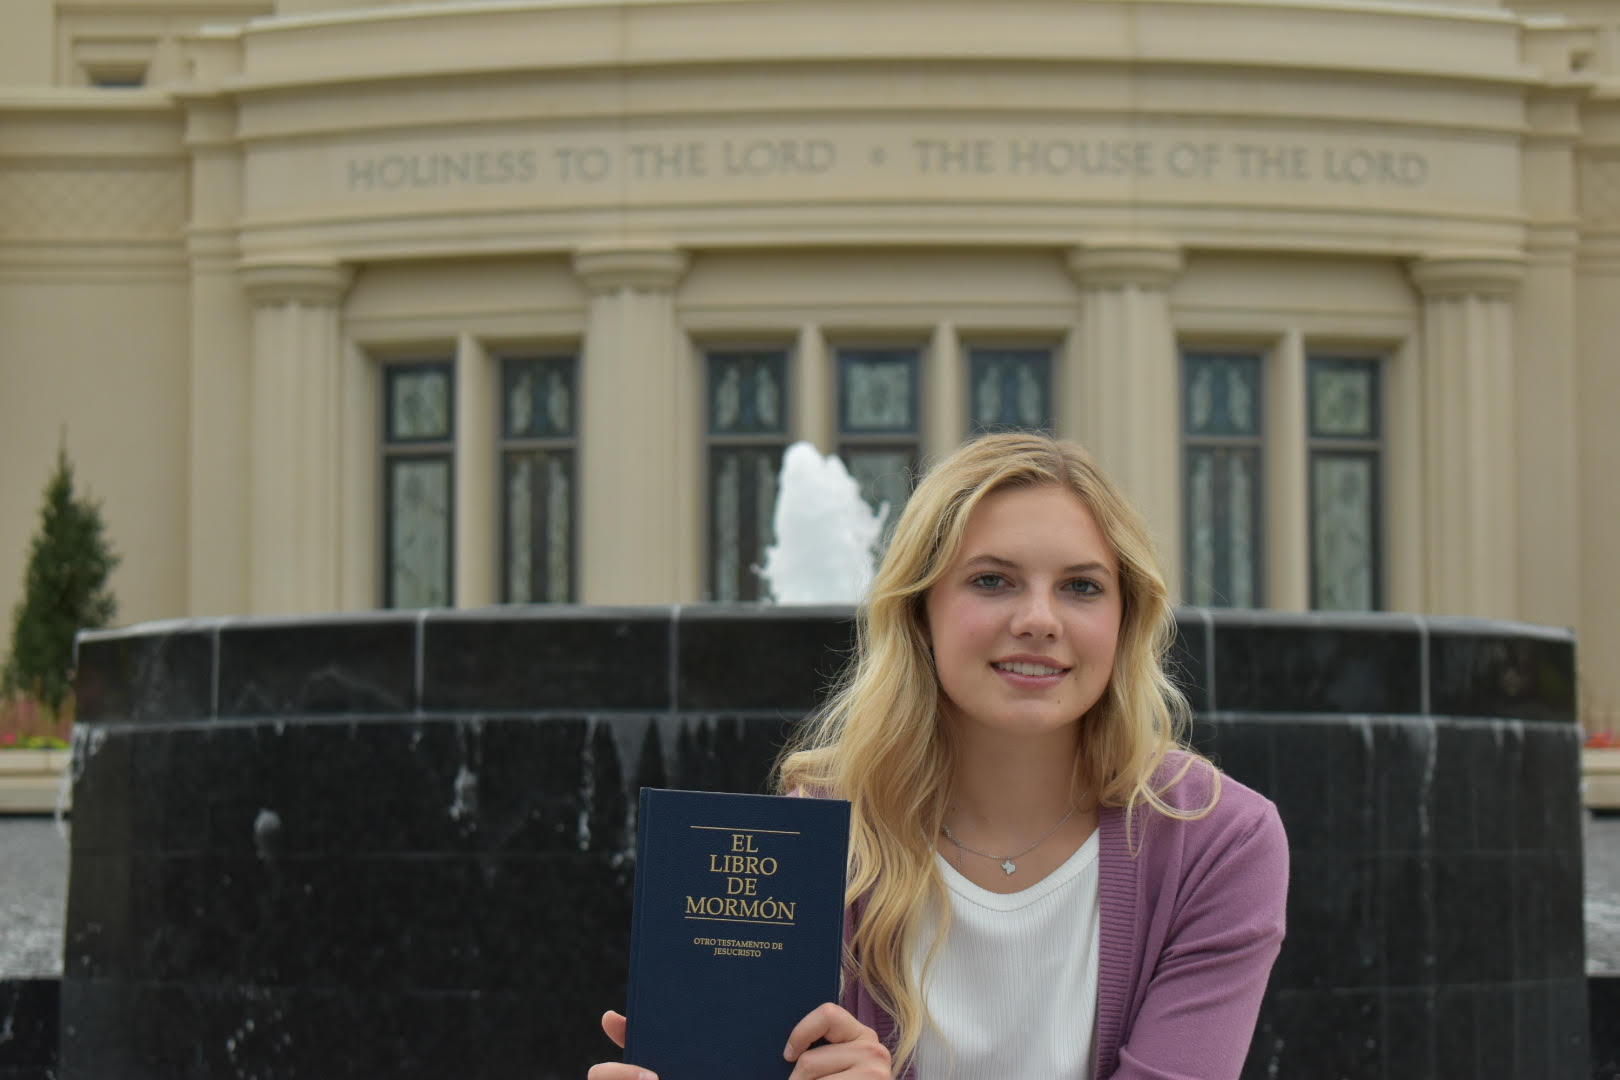 HOLINESS TO THE LORD • THE HOUSE OF THE LORD
EL
LIBRO
DE
MORMÓN
OTRO TESTAMENTO DE
JESUCRISTO